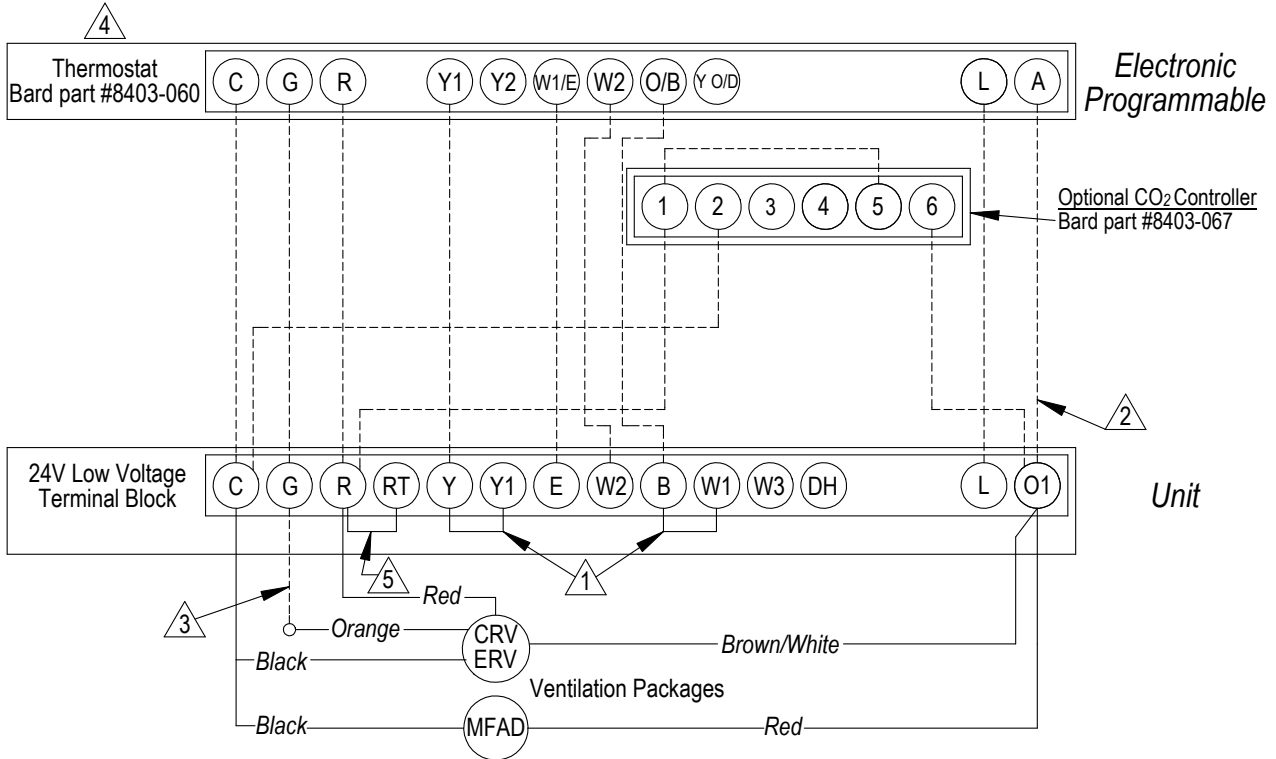 4
Thermostat
Bard part #8403-060
C G R Y1 Y2 W1/E W2 O/B Y O/D L A
Electronic
Programmable
1 2 3 4 5 6
Optional CO2 Controller
Bard part #8403-067
2
24V Low Voltage
Terminal Block
C G R RT Y Y1 E W2 B W1 W3 DH L O1
Unit
5
1
3
Red
Orange
CRV
ERV
Brown/White
Black
Ventilation Packages
Black
MFAD
Red